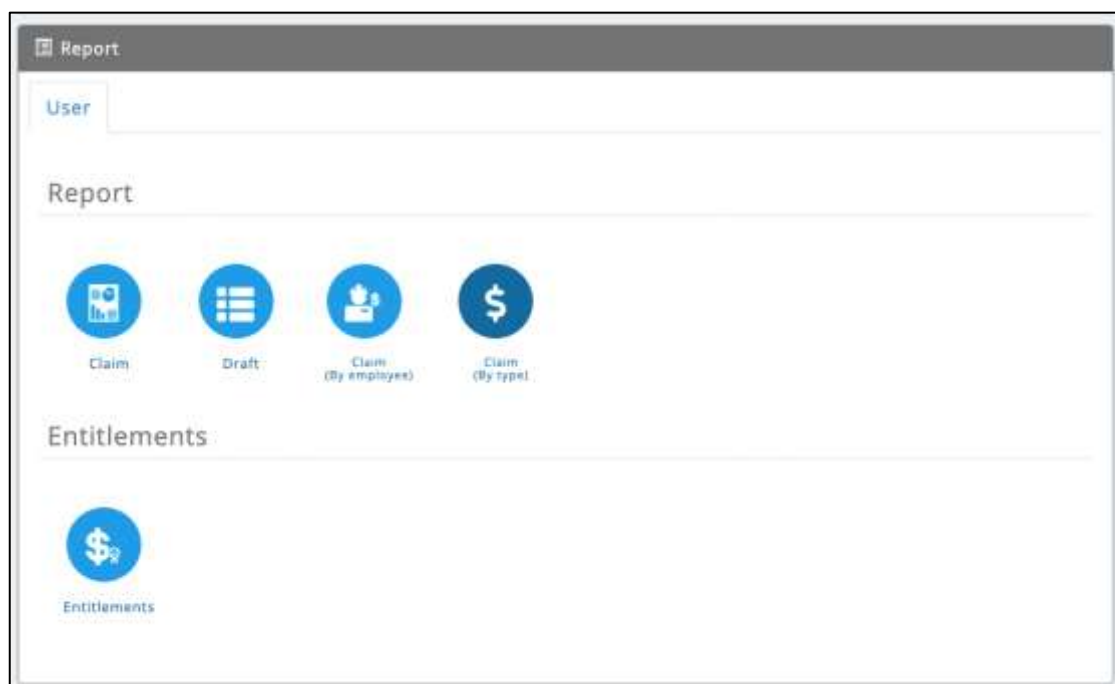 Report
User
Report
Claim
Draft
Claim
(By employee)
Claim
(By type)
Entitlements
Entitlements